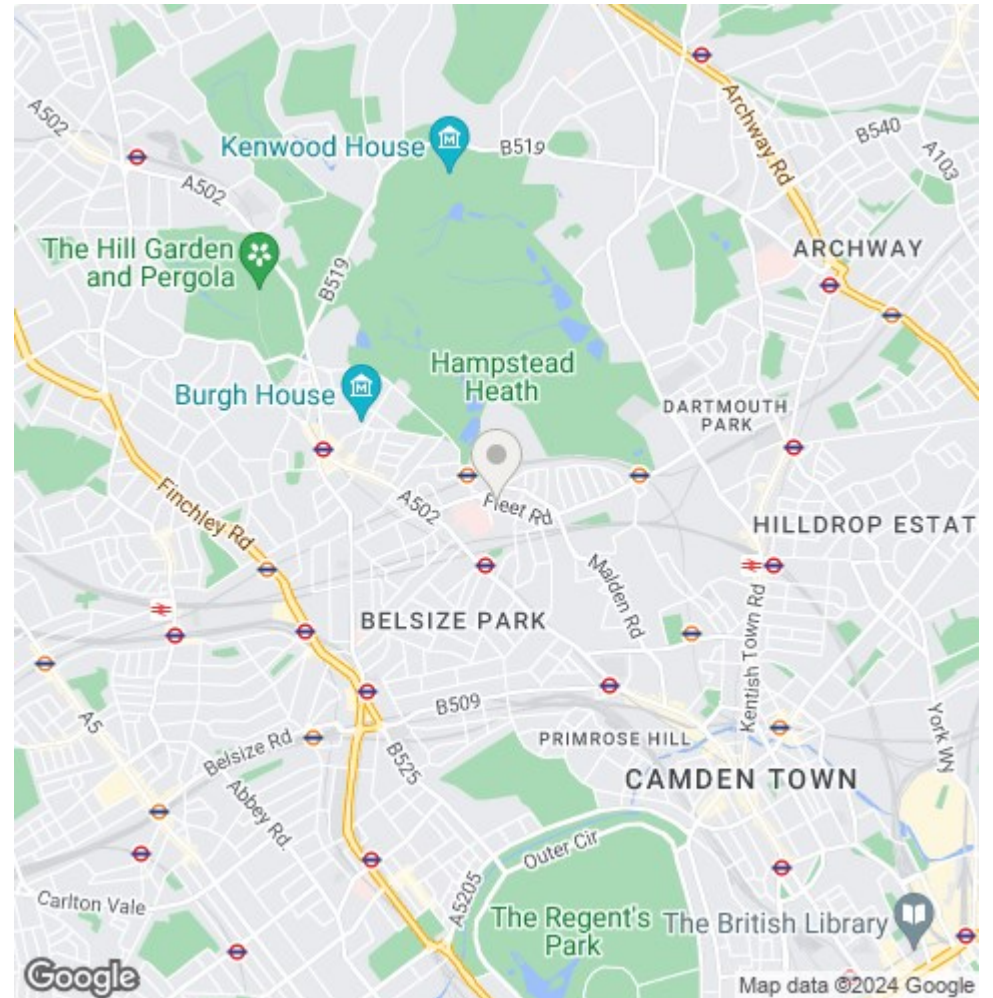 A502
Kenwood House
B519
Archway Rd
B540
A103
A502
The Hill Garden
and Pergola
B519
ARCHWAY
Hampstead
Heath
Burgh House
DARTMOUTH
PARK
Finchley Rd
A502
Fleet Rd
HILLDROP ESTAT
Malden Rd
BELSIZE PARK
Kentish Town Rd
A5
B509
York Wy
Belsize Rd
B525
PRIMROSE HILL
CAMDEN TOWN
Abbey Rd.
Outer Cir
A5205
Carlton Vale
The Regent's
Park
The British Library
Google
Map data ©2024 Google